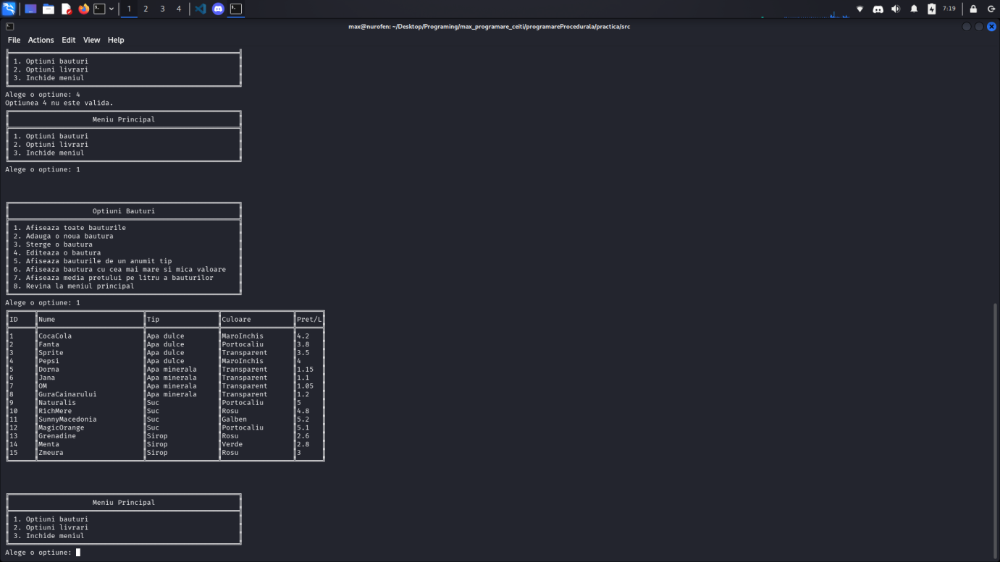 1 2 3 4
7:19
max@nurofen: ~/Desktop/Programing/max_programare_ceiti/programareProcedurala/practica/src
File Actions Edit View Help
1. Optiuni bauturi
2. Optiuni livrari
3. Inchide meniul
Alege o optiune: 4
Optiunea 4 nu este valida.
Meniu Principal
1. Optiuni bauturi
2. Optiuni livrari
3. Inchide meniul
Alege o optiune: 1
Optiuni Bauturi
1. Afiseaza toate bauturile
2. Adauga o noua bautura
3. Sterge o bautura
4. Editeaza o bautura
5. Afiseaza bauturile de un anumit tip
6. Afiseaza bautura cu cea mai mare si mica valoare
7. Afiseaza media pretului pe litru a bauturilor
8. Revina la meniul principal
Alege o optiune: 1
ID Nume Tip Culoare Pret/L
1 CocaCola Apa dulce MaroInchis 4.2
2 Fanta Apa dulce Portocaliu 3.8
3 Sprite Apa dulce Transparent 3.5
4 Pepsi Apa dulce MaroInchis 4
5 Dorna Apa minerala Transparent 1.15
6 Jana Apa minerala Transparent 1.1
7 OM Apa minerala Transparent 1.05
8 GuraCainarului Apa minerala Transparent 1.2
9 Naturalis Suc Portocaliu 5
10 RichMere Suc Rosu 4.8
11 SunnyMacedonia Suc Galben 5.2
12 MagicOrange Suc Portocaliu 5.1
13 Grenadine Sirop Rosu 2.6
14 Menta Sirop Verde 2.8
15 Zmeura Sirop Rosu 3
Meniu Principal
1. Optiuni bauturi
2. Optiuni livrari
3. Inchide meniul
Alege o optiune: